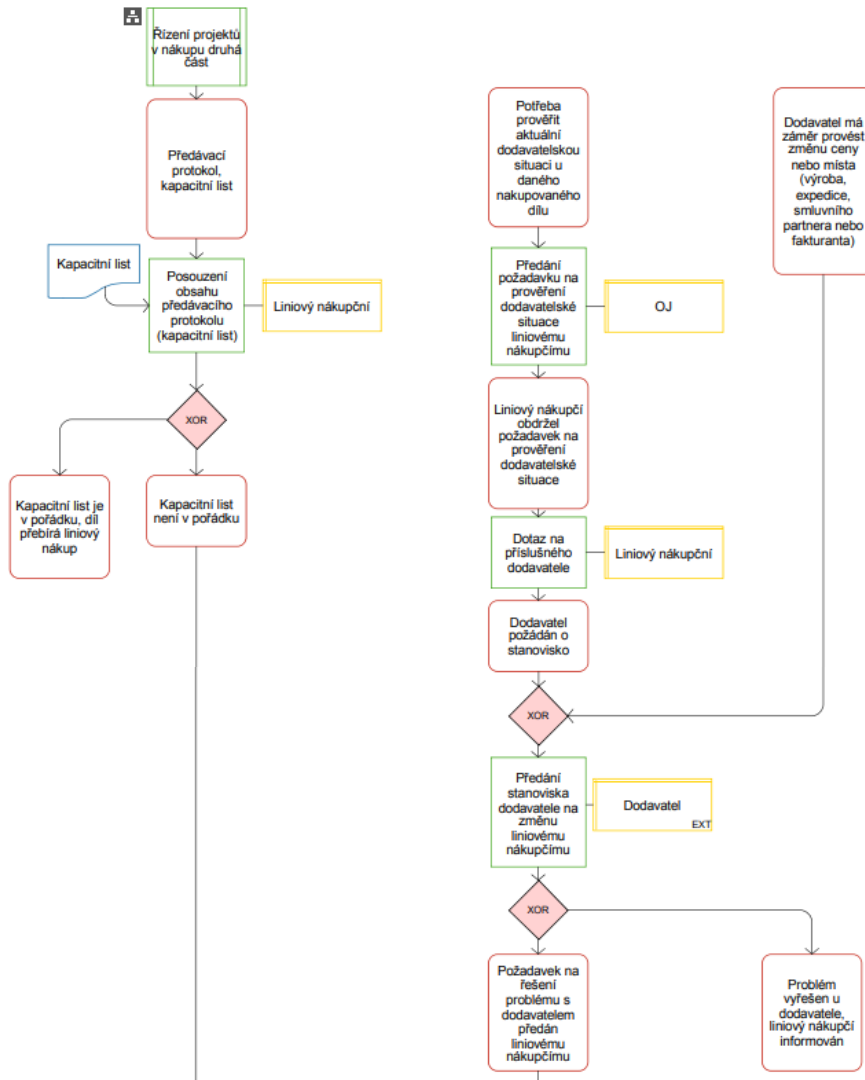 Řízení projektů
v nákupu druhá
část
Předávací
protokol,
kapacitní list
Kapacitní list
Posouzení
obsahu
předávacího
protokolu
(kapacitní list)
Liniový nákupční
XOR
Kapacitní list je
v pořádku, díl
přebírá liniový
nákup
Kapacitní list
není v pořádku
Potřeba
prověřit
aktuální
dodavatelskou
situaci u
daného
nakupovaného
dílu
Předání
požadavku na
prověření
dodavatelské
situace
liniovému
nákupčímu
OJ
Liniový nákupčí
obdržel
požadavek na
prověření
dodavatelské
situace
Dotaz na
příslušného
dodavatele
Liniový nákupční
Dodavatel
požádán o
stanovisko
XOR
Předání
stanoviska
dodavatele na
změnu
liniovému
nákupčímu
Dodavatel
EXT
XOR
Požadavek na
řešení
problému s
dodavatelem
předán
liniovému
nákupčímu
Dodavatel má
záměr provést
změnu ceny
nebo místa
(výroba,
expedice,
smluvního
partnera nebo
fakturanta)
Problém
vyřešen u
dodavatele,
liniový nákupčí
informován